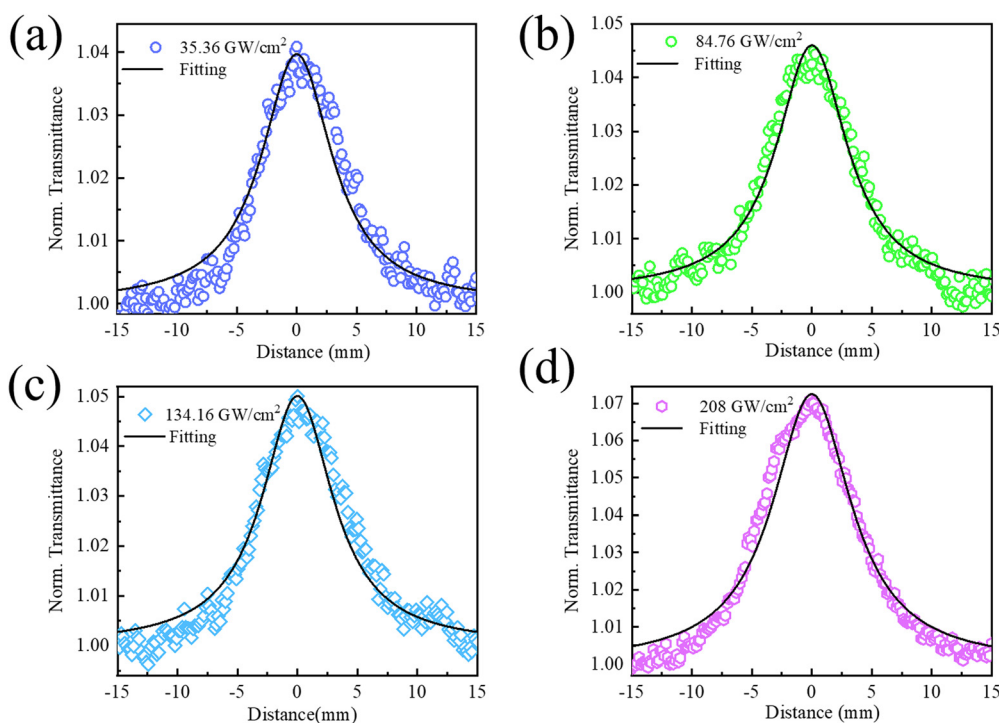 (a)
35.36 GW/cm²
Fitting
Norm. Transmittance
1.04
1.03
1.02
1.01
1.00
-15 -10 -5 0 5 10 15
Distance (mm)
(b)
84.76 GW/cm²
Fitting
Norm. Transmittance
1.05
1.04
1.03
1.02
1.01
1.00
-15 -10 -5 0 5 10 15
Distance (mm)
(c)
134.16 GW/cm²
Fitting
Norm. Transmittance
1.05
1.04
1.03
1.02
1.01
1.00
-15 -10 -5 0 5 10 15
Distance(mm)
(d)
208 GW/cm²
Fitting
Norm. Transmittance
1.07
1.06
1.05
1.04
1.03
1.02
1.01
1.00
-15 -10 -5 0 5 10 15
Distance (mm)